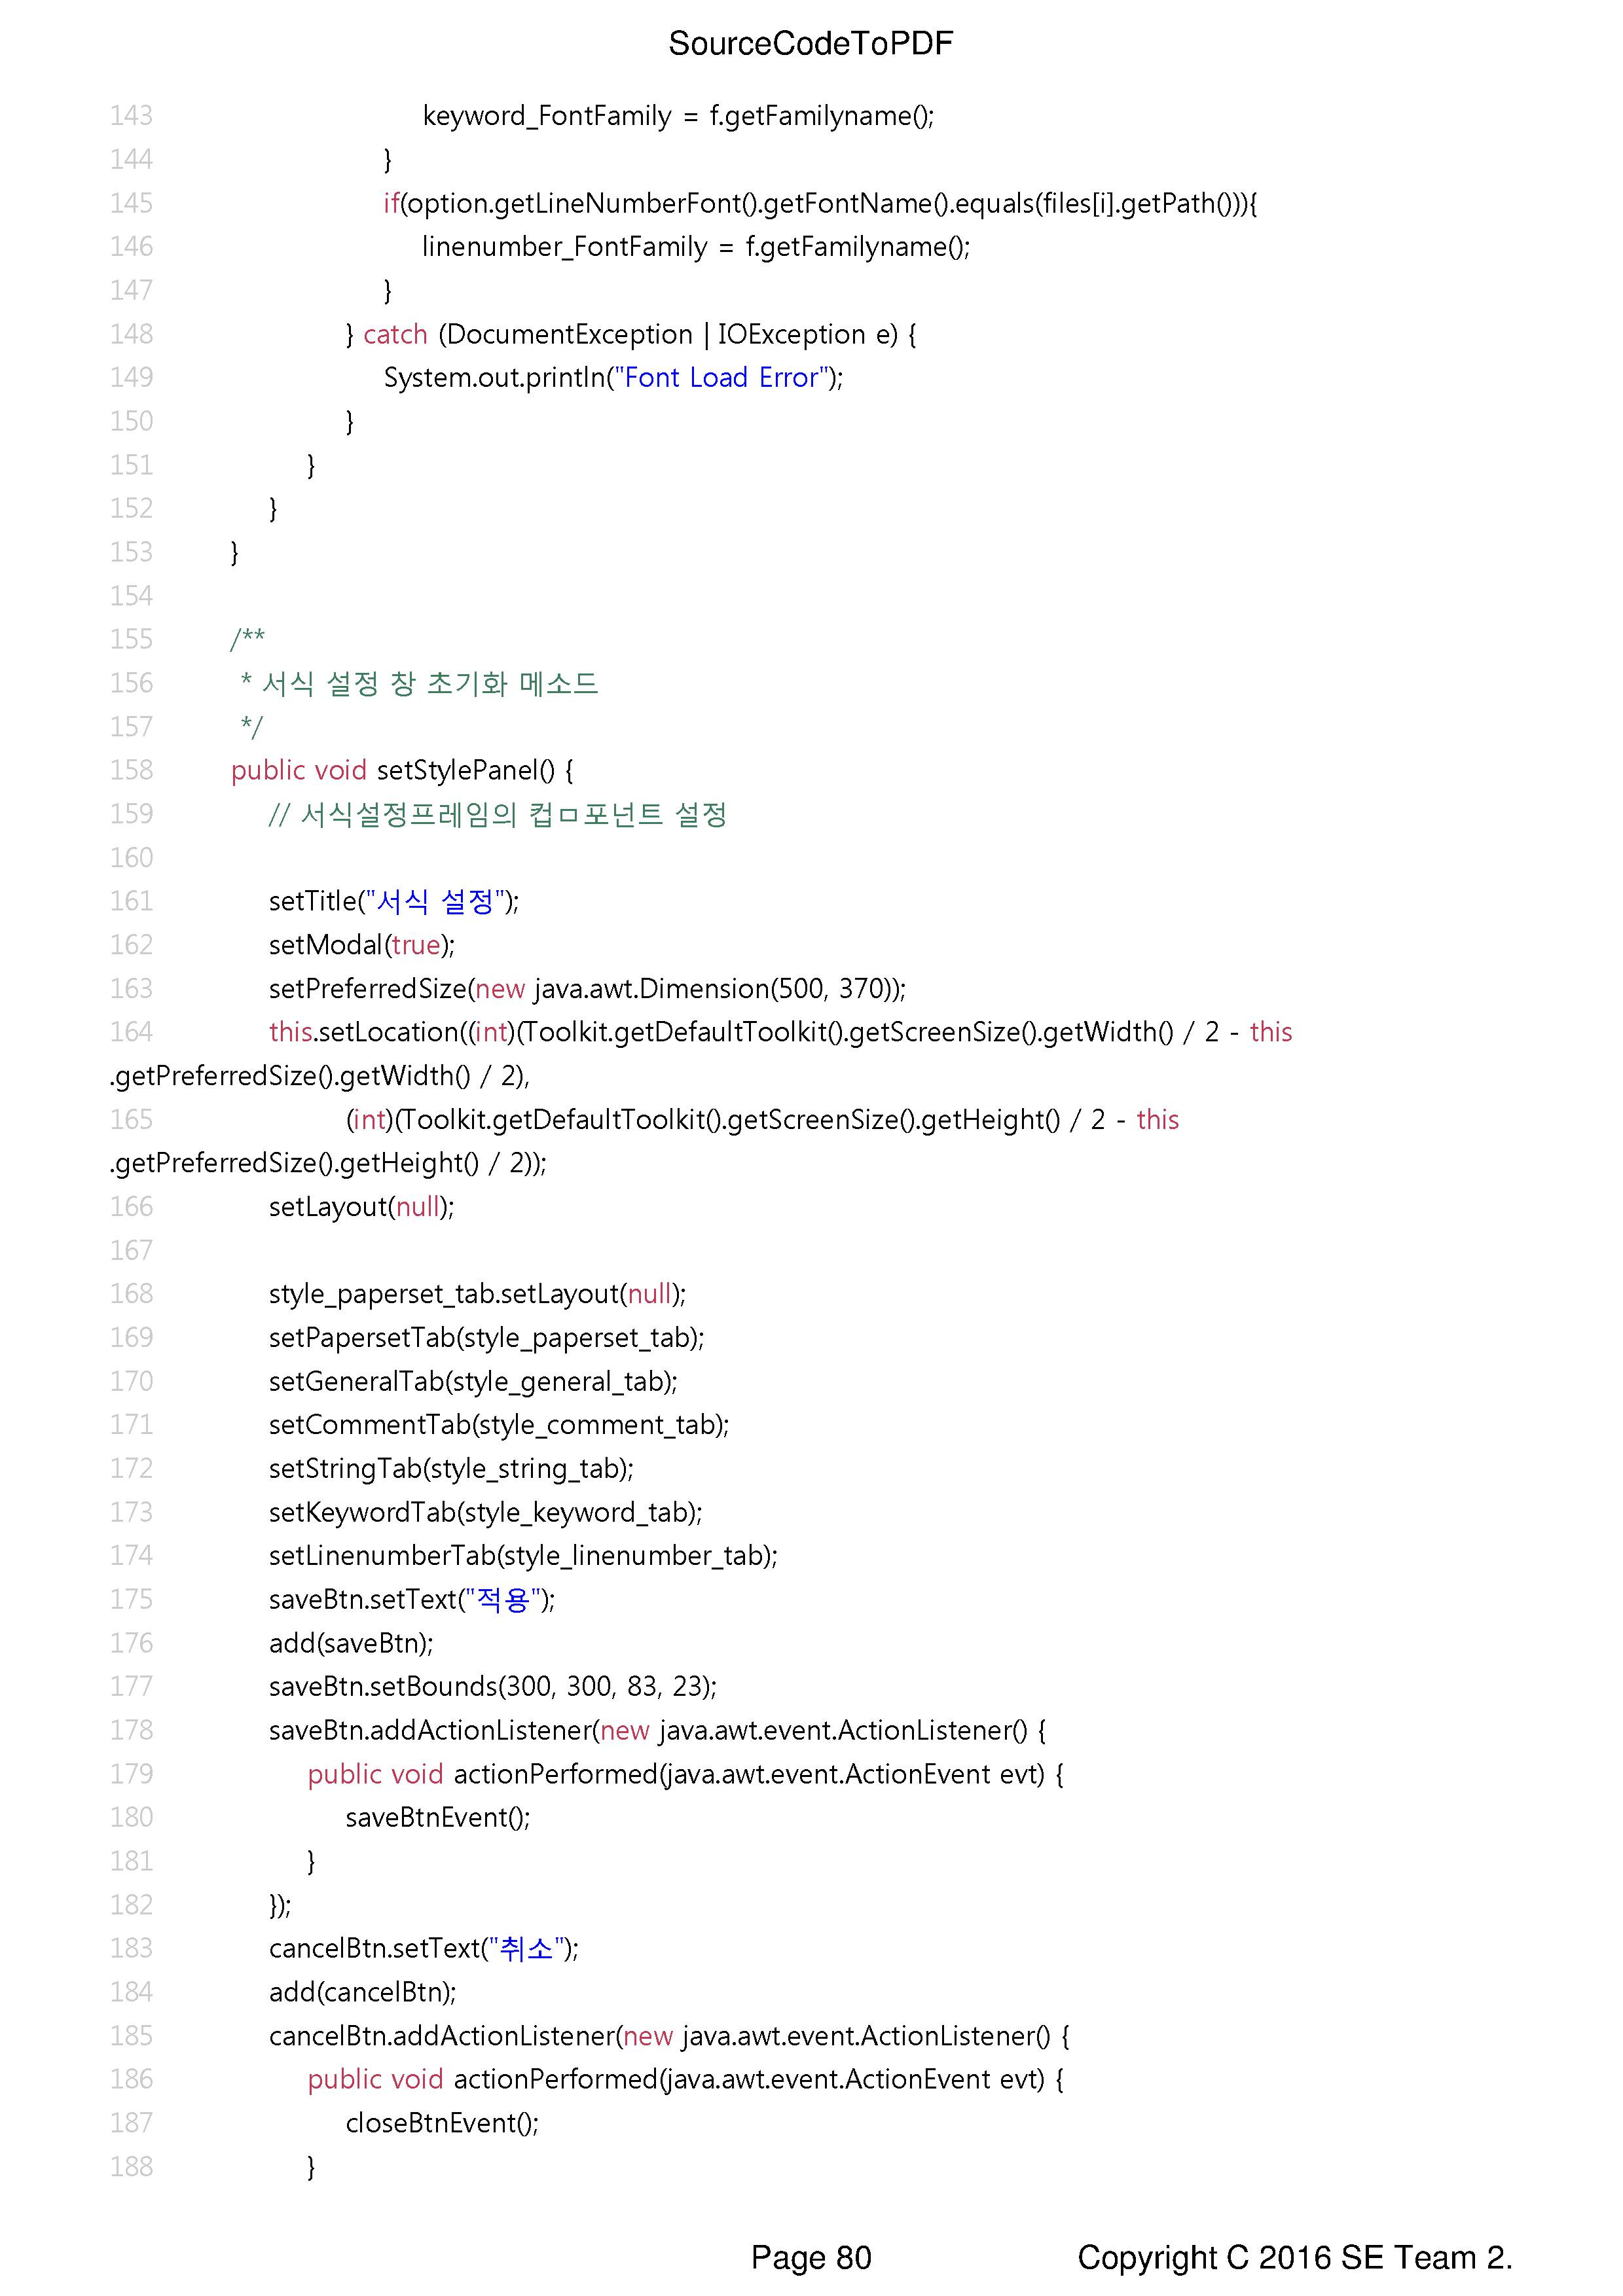 SourceCodeToPDF
143 keyword_FontFamily = f.getFamilyname();
144 }
145 if(option.getLineNumberFont().getFontName().equals(files[i].getPath())){
146 linenumber_FontFamily = f.getFamilyname();
147 }
148 } catch (DocumentException | IOException e) {
149 System.out.println("Font Load Error");
150 }
151 }
152 }
153 }
154
155 /**
156 * 서식 설정 창 초기화 메소드
157 */
158 public void setStylePanel() {
159 // 서식설정프레임의 컵ㅁ포넌트 설정
160
161 setTitle("서식 설정");
162 setModal(true);
163 setPreferredSize(new java.awt.Dimension(500, 370));
164 this.setLocation((int)(Toolkit.getDefaultToolkit().getScreenSize().getWidth() / 2 - this
.getPreferredSize().getWidth() / 2),
165 (int)(Toolkit.getDefaultToolkit().getScreenSize().getHeight() / 2 - this
.getPreferredSize().getHeight() / 2));
166 setLayout(null);
167
168 style_paperset_tab.setLayout(null);
169 setPapersetTab(style_paperset_tab);
170 setGeneralTab(style_general_tab);
171 setCommentTab(style_comment_tab);
172 setStringTab(style_string_tab);
173 setKeywordTab(style_keyword_tab);
174 setLinenumberTab(style_linenumber_tab);
175 saveBtn.setText("적용");
176 add(saveBtn);
177 saveBtn.setBounds(300, 300, 83, 23);
178 saveBtn.addActionListener(new java.awt.event.ActionListener() {
179 public void actionPerformed(java.awt.event.ActionEvent evt) {
180 saveBtnEvent();
181 }
182 });
183 cancelBtn.setText("취소");
184 add(cancelBtn);
185 cancelBtn.addActionListener(new java.awt.event.ActionListener() {
186 public void actionPerformed(java.awt.event.ActionEvent evt) {
187 closeBtnEvent();
188 }
Page 80 Copyright C 2016 SE Team 2.